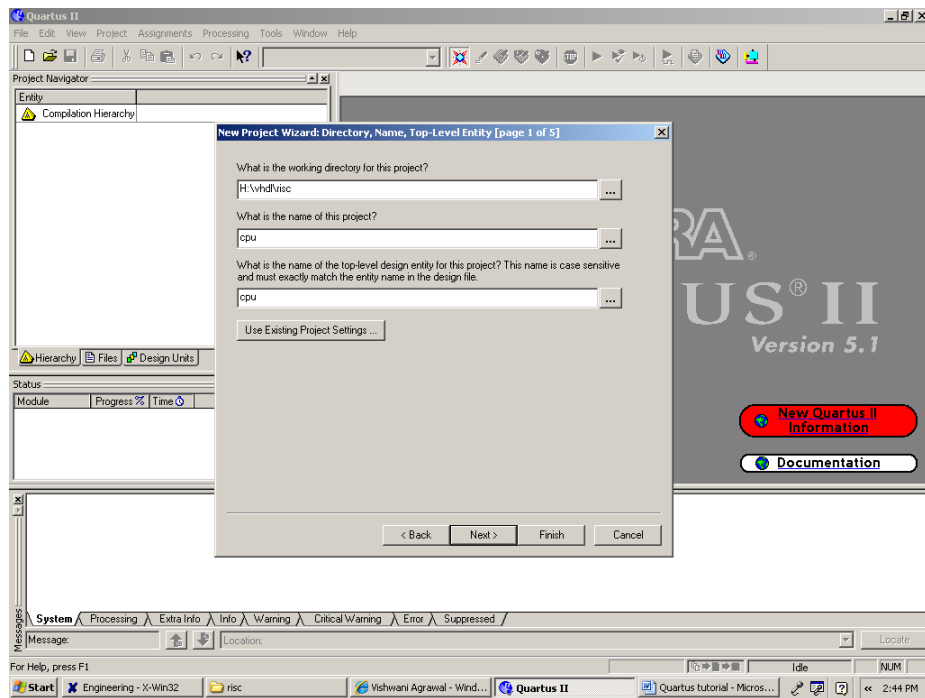 Quartus II
File Edit View Project Assignments Processing Tools Window Help
Project Navigator
Entity
Compilation Hierarchy
New Project Wizard: Directory, Name, Top-Level Entity [page 1 of 5]
What is the working directory for this project?
H:\vhdl\risc
...
What is the name of this project?
cpu
...
What is the name of the top-level design entity for this project? This name is case sensitive
and must exactly match the entity name in the design file.
cpu
...
Use Existing Project Settings ...
< Back Next > Finish Cancel
RA®
US® II
Version 5.1
New Quartus II
Information
Documentation
Hierarchy Files Design Units
Status
Module Progress % Time
Messages
System Processing Extra Info Info Warning Critical Warning Error Suppressed
Message: Location: Locate
For Help, press F1 Idle NUM
Start Engineering - X-Win32 risc Vishwani Agrawal - Wind... Quartus II Quartus tutorial - Micros... « 2:44 PM